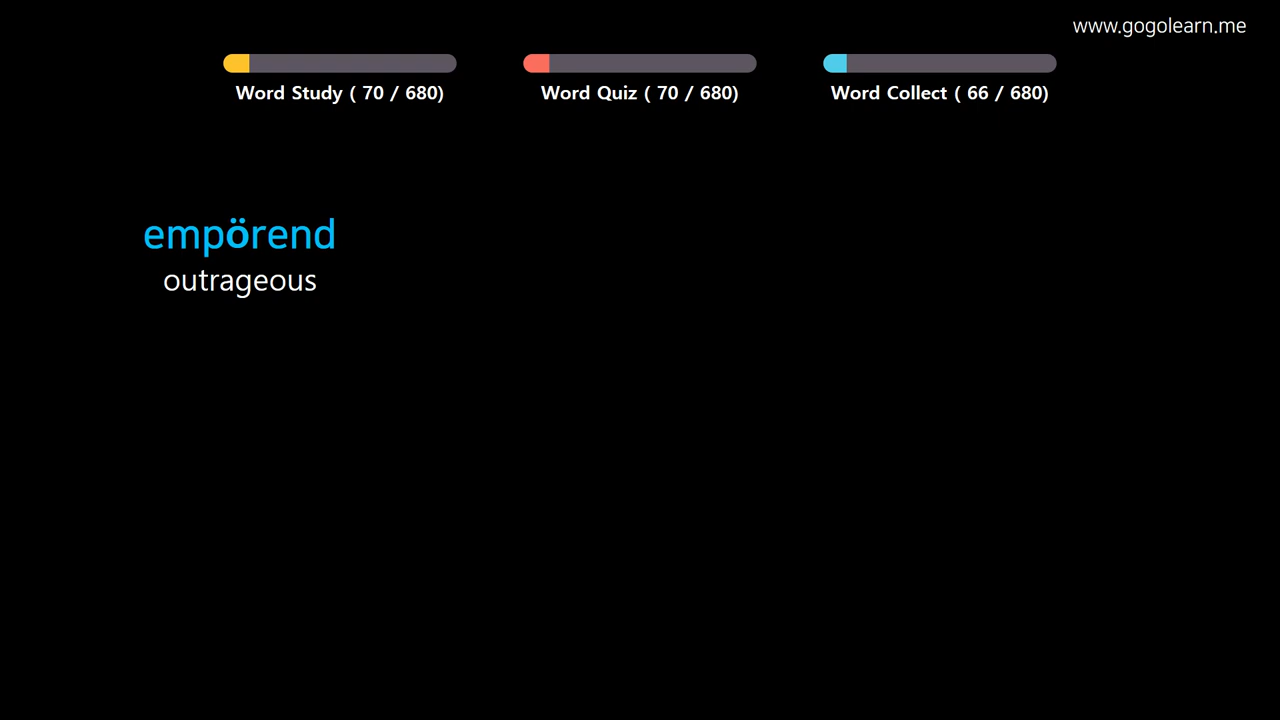 www.gogolearn.me
Word Study ( 70 / 680)
Word Quiz ( 70 / 680)
Word Collect ( 66 / 680)
empörend
outrageous